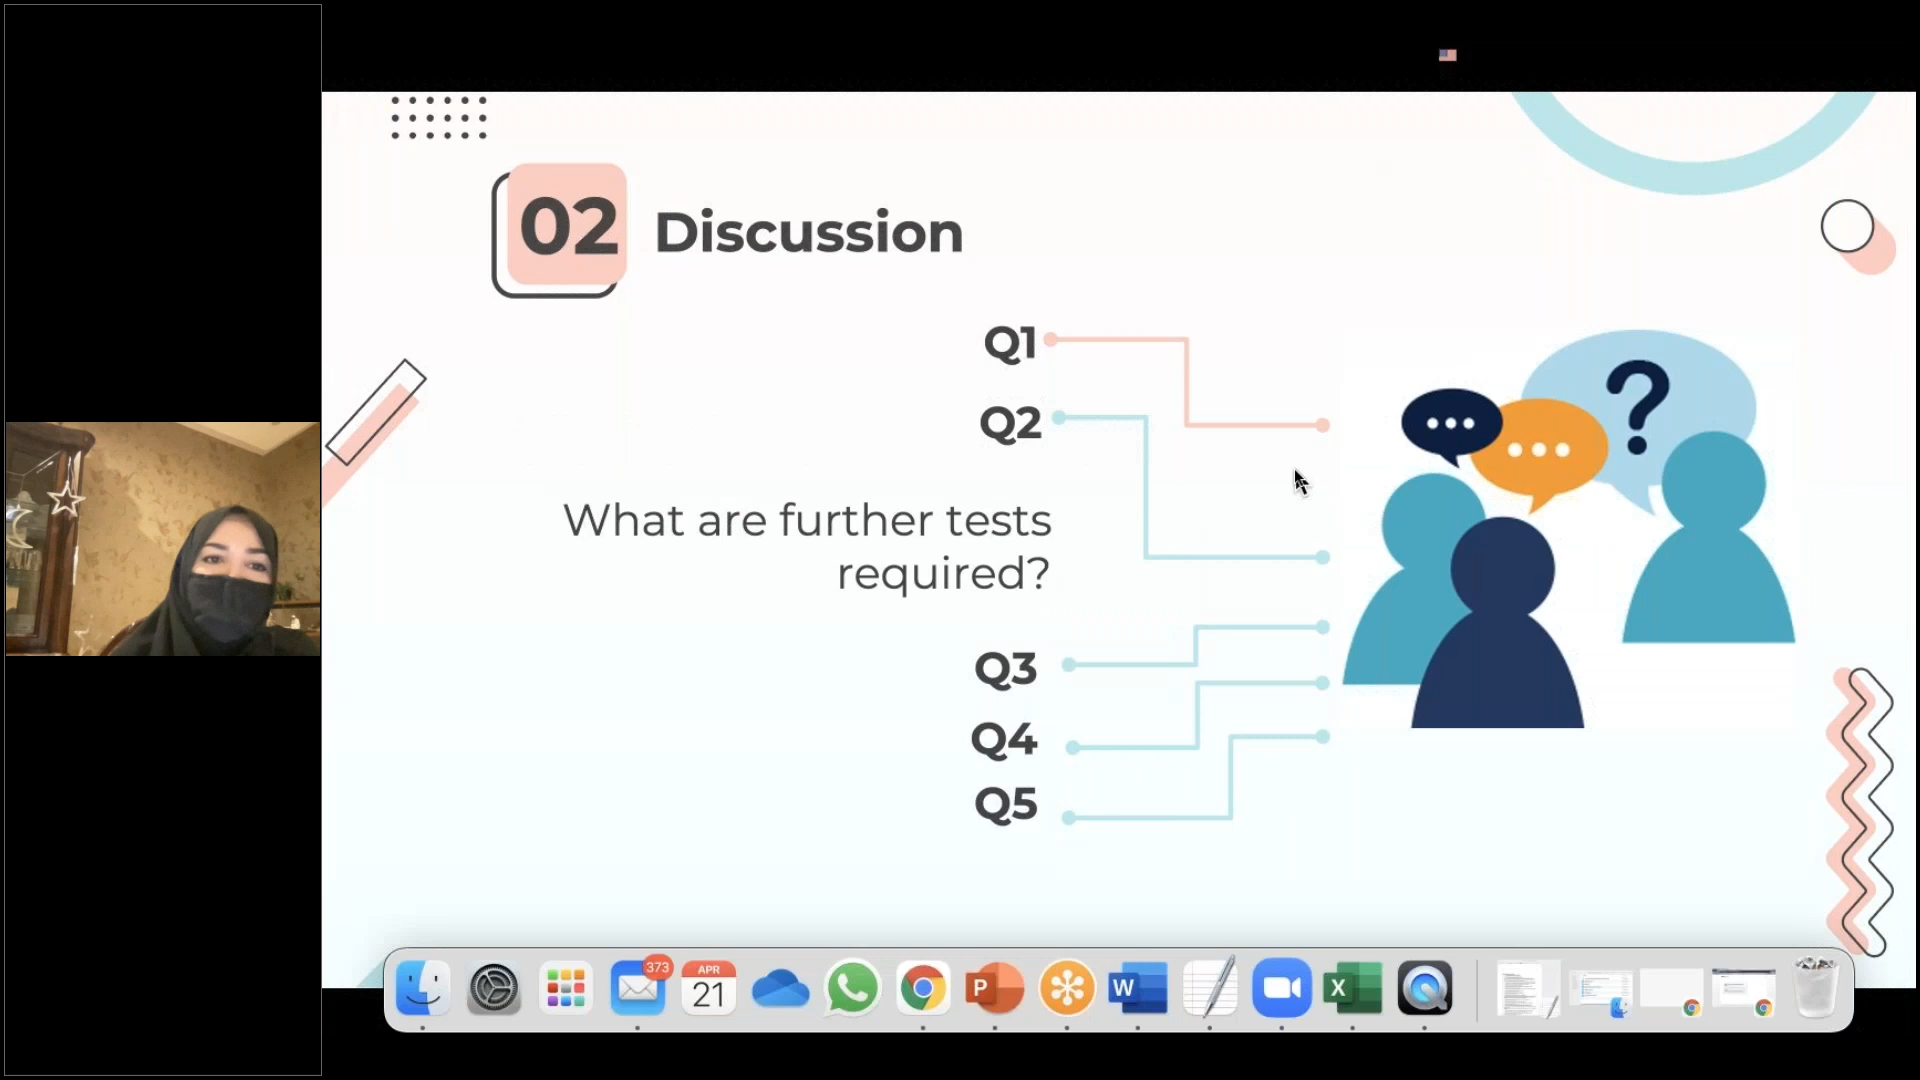 02 Discussion
Q1
Q2
What are further tests
required?
Q3
Q4
Q5
373
APR
21
P
W
X